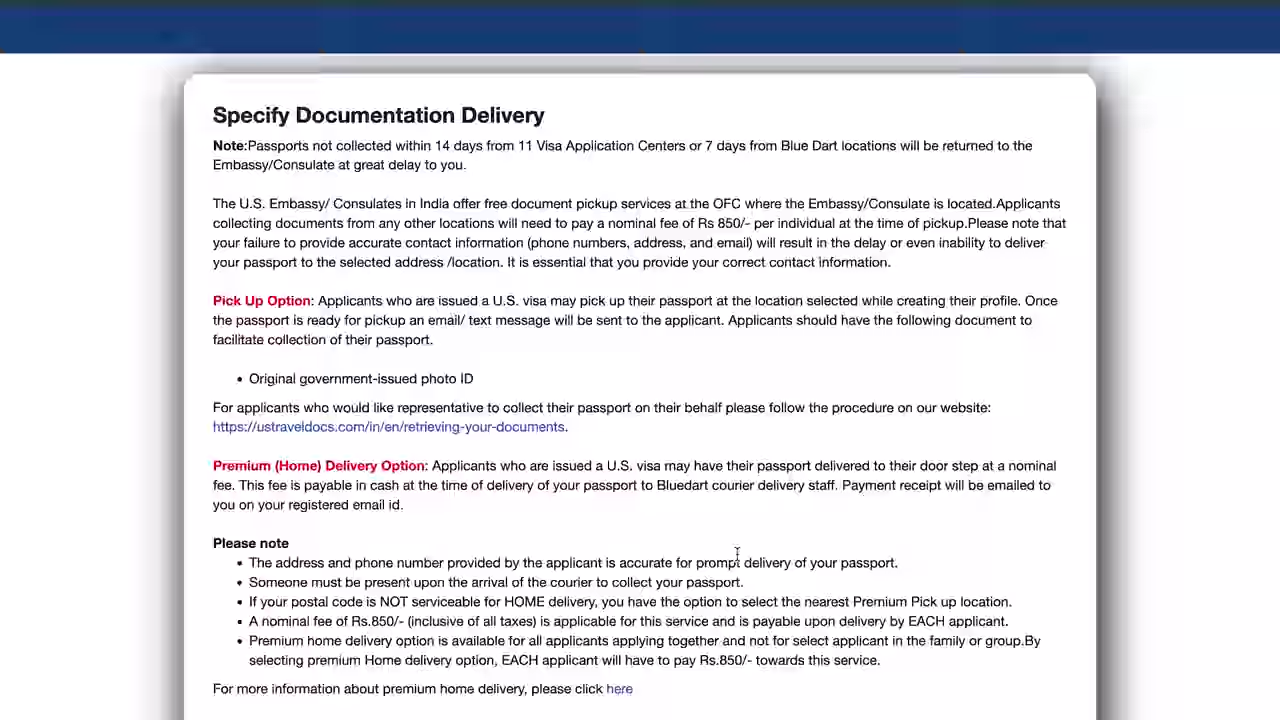 Specify Documentation Delivery
Note:Passports not collected within 14 days from 11 Visa Application Centers or 7 days from Blue Dart locations will be returned to the
Embassy/Consulate at great delay to you.
The U.S. Embassy/ Consulates in India offer free document pickup services at the OFC where the Embassy/Consulate is located.Applicants
collecting documents from any other locations will need to pay a nominal fee of Rs 850/- per individual at the time of pickup.Please note that
your failure to provide accurate contact information (phone numbers, address, and email) will result in the delay or even inability to deliver
your passport to the selected address /location. It is essential that you provide your correct contact information.
Pick Up Option: Applicants who are issued a U.S. visa may pick up their passport at the location selected while creating their profile. Once
the passport is ready for pickup an email/ text message will be sent to the applicant. Applicants should have the following document to
facilitate collection of their passport.
• Original government-issued photo ID
For applicants who would like representative to collect their passport on their behalf please follow the procedure on our website:
https://ustraveldocs.com/in/en/retrieving-your-documents.
Premium (Home) Delivery Option: Applicants who are issued a U.S. visa may have their passport delivered to their door step at a nominal
fee. This fee is payable in cash at the time of delivery of your passport to Bluedart courier delivery staff. Payment receipt will be emailed to
you on your registered email id.
Please note
• The address and phone number provided by the applicant is accurate for prompt delivery of your passport.
• Someone must be present upon the arrival of the courier to collect your passport.
• If your postal code is NOT serviceable for HOME delivery, you have the option to select the nearest Premium Pick up location.
• A nominal fee of Rs.850/- (inclusive of all taxes) is applicable for this service and is payable upon delivery by EACH applicant.
• Premium home delivery option is available for all applicants applying together and not for select applicant in the family or group.By
selecting premium Home delivery option, EACH applicant will have to pay Rs.850/- towards this service.
For more information about premium home delivery, please click here